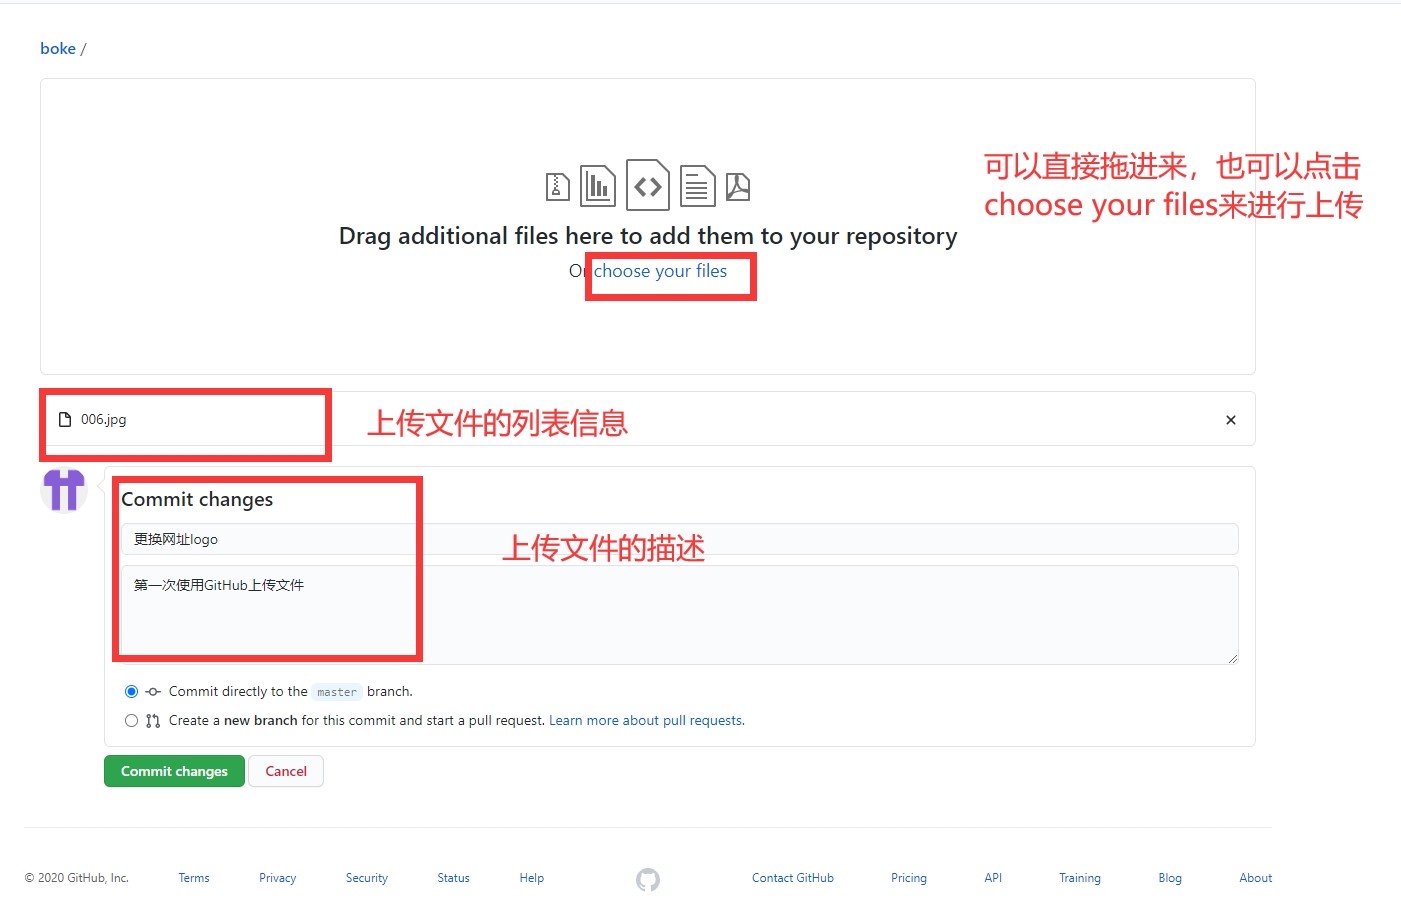 boke /
可以直接拖进来，也可以点击
choose your files来进行上传
Drag additional files here to add them to your repository
Or choose your files
006.jpg
上传文件的列表信息
Commit changes
更换网址logo
上传文件的描述
第一次使用GitHub上传文件
Commit directly to the master branch.
Create a new branch for this commit and start a pull request. Learn more about pull requests.
Commit changes Cancel
© 2020 GitHub, Inc. Terms Privacy Security Status Help Contact GitHub Pricing API Training Blog About